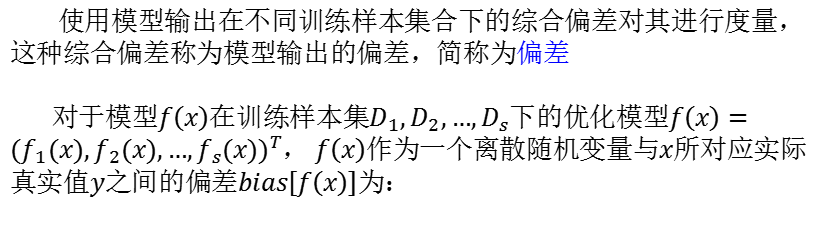 使用模型输出在不同训练样本集合下的综合偏差对其进行度量，
这种综合偏差称为模型输出的偏差，简称为偏差
对于模型f(x)在训练样本集D₁, D₂, …, Dₛ下的优化模型f(x) =
(f₁(x), f₂(x), …, fₛ(x))ᵀ， f(x)作为一个离散随机变量与x所对应实际
真实值y之间的偏差bias[f(x)]为：